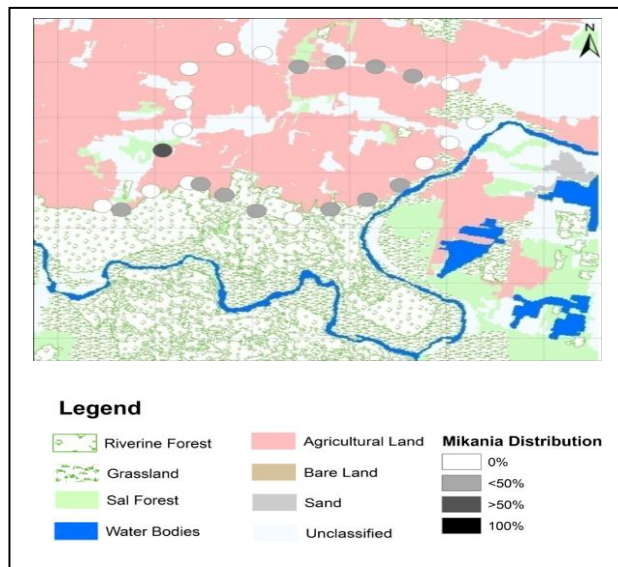 N
Legend
Riverine Forest
Grassland
Sal Forest
Water Bodies
Agricultural Land
Bare Land
Sand
Unclassified
Mikania Distribution
0%
<50%
>50%
100%